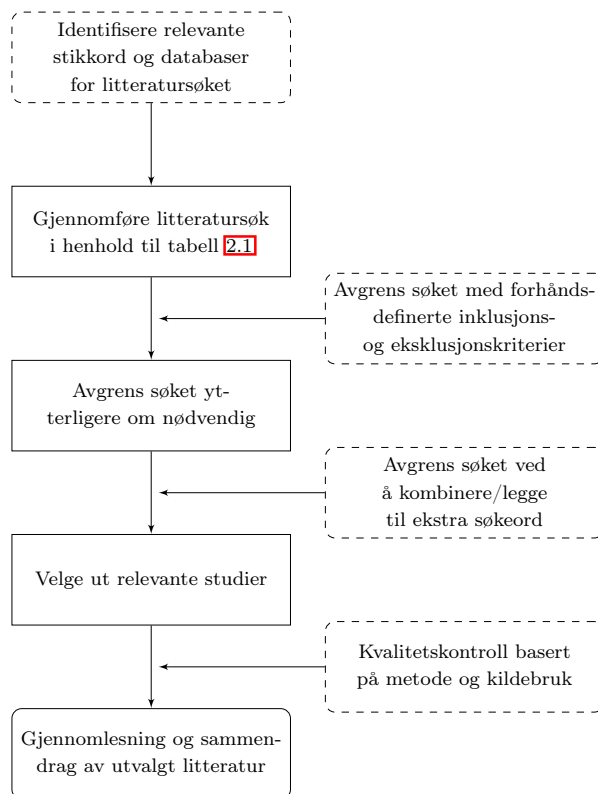 Identifisere relevante
stikkord og databaser
for litteratursøket
Gjennomføre litteratursøk
i henhold til tabell 2.1
Avgrens søket med forhånds-
definerte inklusjons-
og eksklusjonskriterier
Avgrens søket yt-
terligere om nødvendig
Avgrens søket ved
å kombinere/legge
til ekstra søkeord
Velge ut relevante studier
Kvalitetskontroll basert
på metode og kildebruk
Gjennomlesning og sammen-
drag av utvalgt litteratur